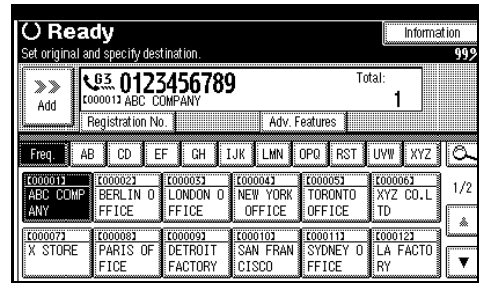 Ready
Information
Set original and specify destination.
99%
Add
G3 0123456789
Total:
[00001] ABC COMPANY
1
Registration No.
Adv. Features
Freq.
AB
CD
EF
GH
IJK
LMN
OPQ
RST
UVW
XYZ
[00001]
ABC COMP
ANY
[00002]
BERLIN O
FFICE
[00003]
LONDON O
FFICE
[00004]
NEW YORK
OFFICE
[00005]
TORONTO
OFFICE
[00006]
XYZ CO.L
TD
1/2
[00007]
X STORE
[00008]
PARIS OF
FICE
[00009]
DETROIT
FACTORY
[00010]
SAN FRAN
CISCO
[00011]
SYDNEY O
FFICE
[00012]
LA FACTO
RY